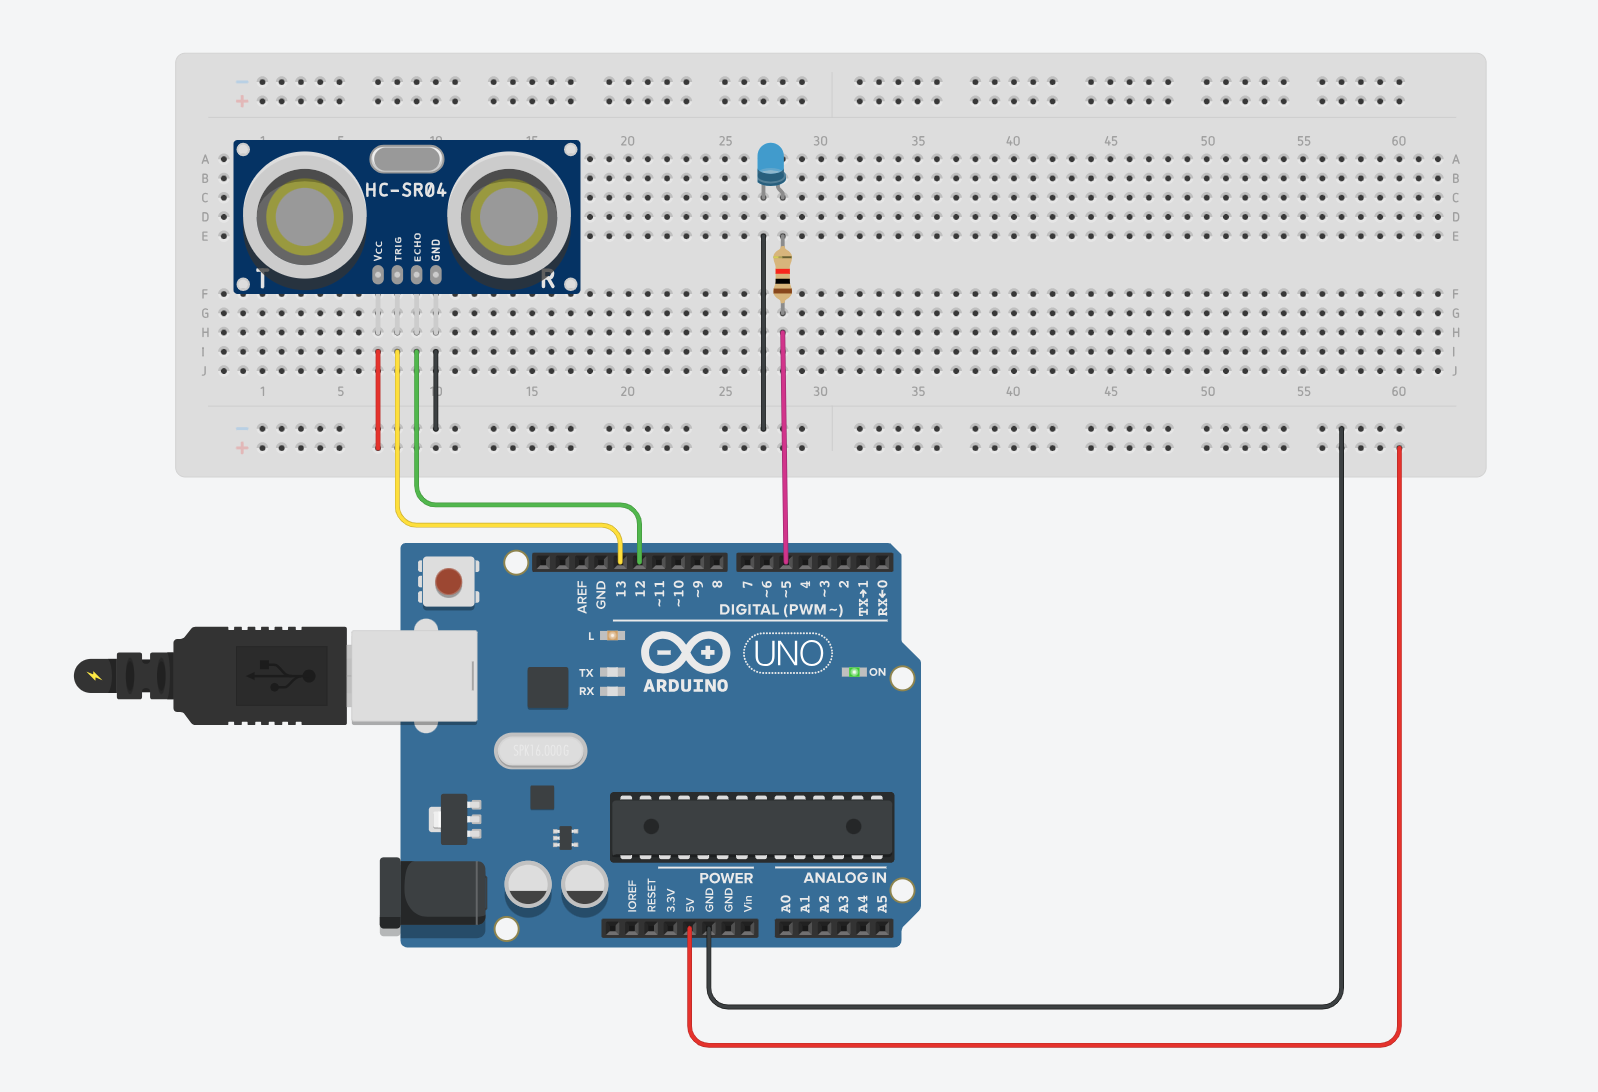 − 
+
1 5 10 15 20 25 30 35 40 45 50 55 60
A A
B B
C C
D D
E E
HC-SR04
VCC TRIG ECHO GND
T R
F F
G G
H H
I I
J J
1 5 10 15 20 25 30 35 40 45 50 55 60
−
+
AREF GND 13 12 ~11 ~10 ~9 8 7 ~6 ~5 4 ~3 2 TX→1 RX←0
DIGITAL (PWM~)
L
UNO
TX ON
RX ARDUINO
SPK16.000G
POWER ANALOG IN
IOREF RESET 3.3V 5V GND GND Vin A0 A1 A2 A3 A4 A5